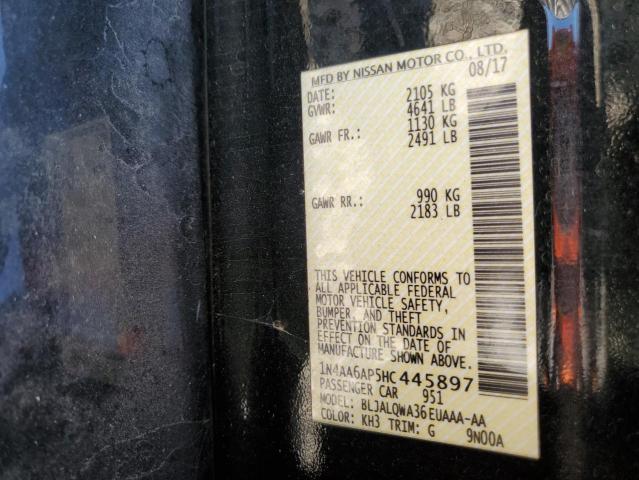 MFD BY NISSAN MOTOR CO., LTD.
DATE: 08/17
GVWR: 2105 KG
4641 LB
GAWR FR.: 1130 KG
2491 LB
GAWR RR.: 990 KG
2183 LB
THIS VEHICLE CONFORMS TO
ALL APPLICABLE FEDERAL
MOTOR VEHICLE SAFETY,
BUMPER, AND THEFT
PREVENTION STANDARDS IN
EFFECT ON THE DATE OF
MANUFACTURE SHOWN ABOVE.
1N4AA6AP5HC445897
PASSENGER CAR 951
MODEL: BLJALQWA36EUAAA-AA
COLOR: KH3 TRIM: G 9N00A